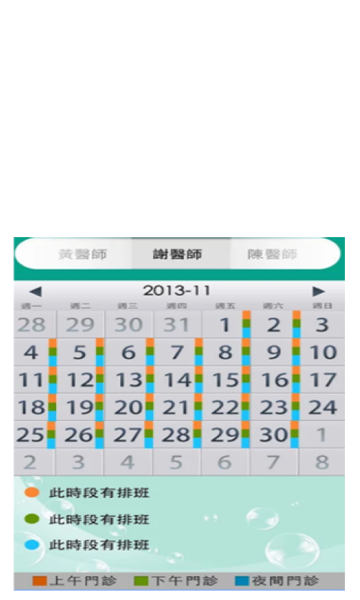 黃醫師 謝醫師 陳醫師
◀ 2013-11 ▶
週一 週二 週三 週四 週五 週六 週日
28 29 30 31 1 2 3
4 5 6 7 8 9 10
11 12 13 14 15 16 17
18 19 20 21 22 23 24
25 26 27 28 29 30 1
2 3 4 5 6 7 8
此時段有排班
此時段有排班
此時段有排班
上午門診 下午門診 夜間門診